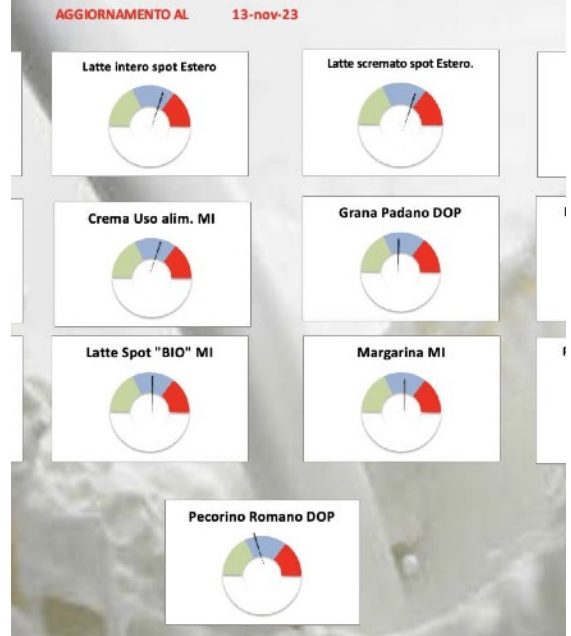 AGGIORNAMENTO AL 13-nov-23
Latte intero spot Estero
Latte scremato spot Estero.
Crema Uso alim. MI
Grana Padano DOP
Latte Spot "BIO" MI
Margarina MI
Pecorino Romano DOP